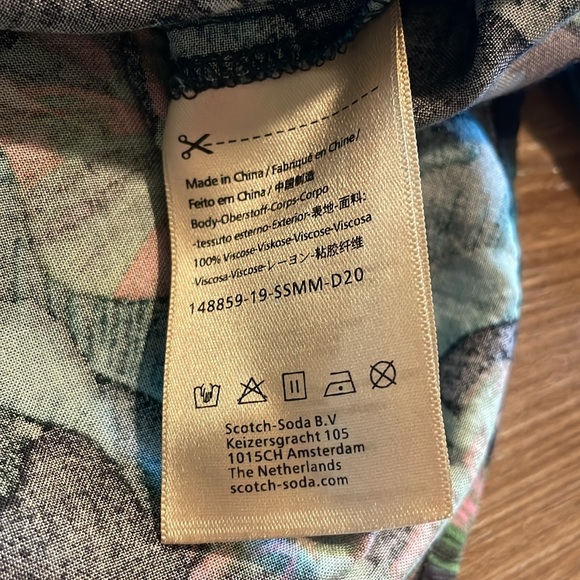 Made in China / Fabriqué en Chine /
Feito em China / 中国制造
Body-Oberstoff-Corps-Corpo
-tessuto esterno-Exterior-表地-面料:
100% Viscose-Viskose-Viscose-Viscosa
Viscosa-Viscose-レーヨン-粘胶纤维
148859-19-SSMM-D20
Scotch-Soda B.V
Keizersgracht 105
1015CH Amsterdam
The Netherlands
scotch-soda.com